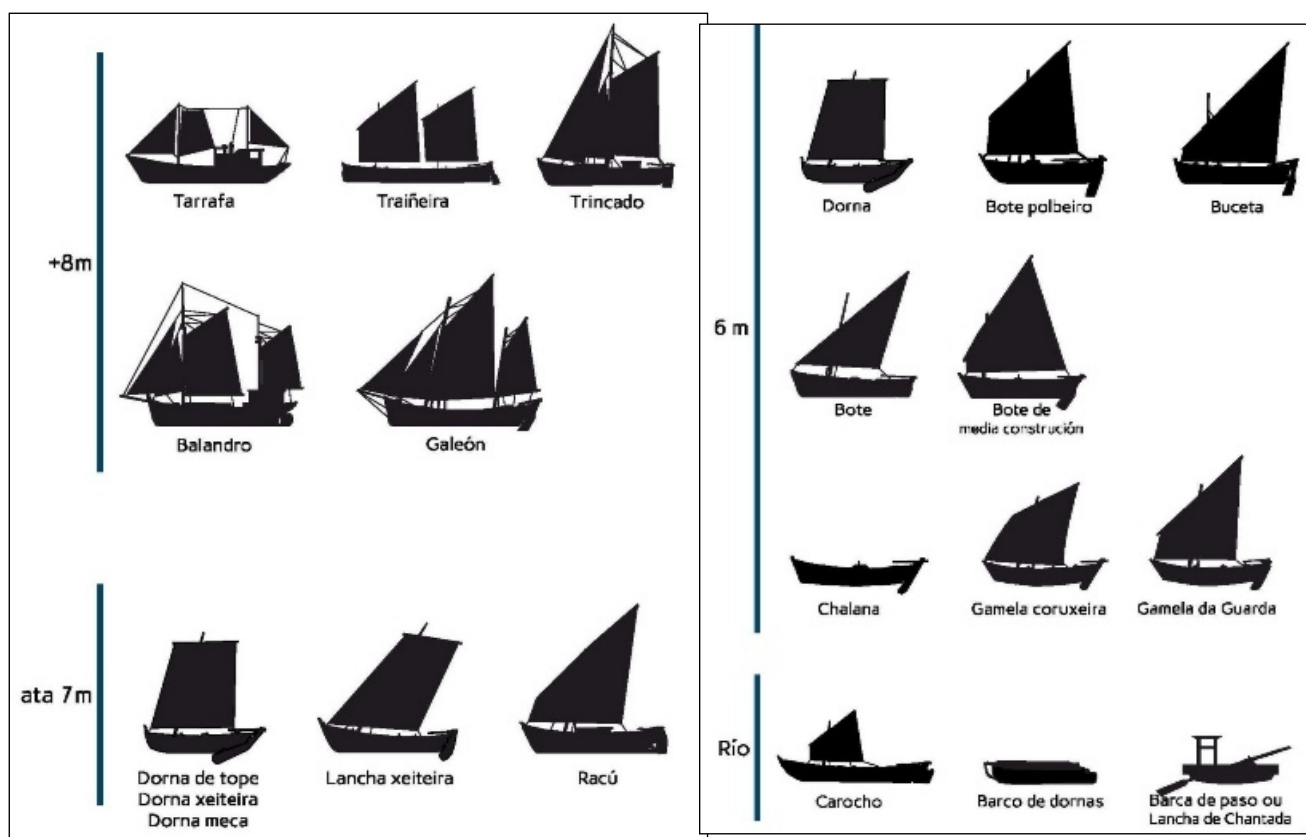 +8m
Tarrafa
Traiñeira
Trincado
Balandro
Galeón
ata 7m
Dorna de tope
Dorna xeiteira
Dorna meca
Lancha xeiteira
Racú
6 m
Dorna
Bote polbeiro
Buceta
Bote
Bote de
media construción
Chalana
Gamela coruxeira
Gamela da Guarda
Río
Carocho
Barco de dornas
Barca de paso ou
Lancha de Chantada